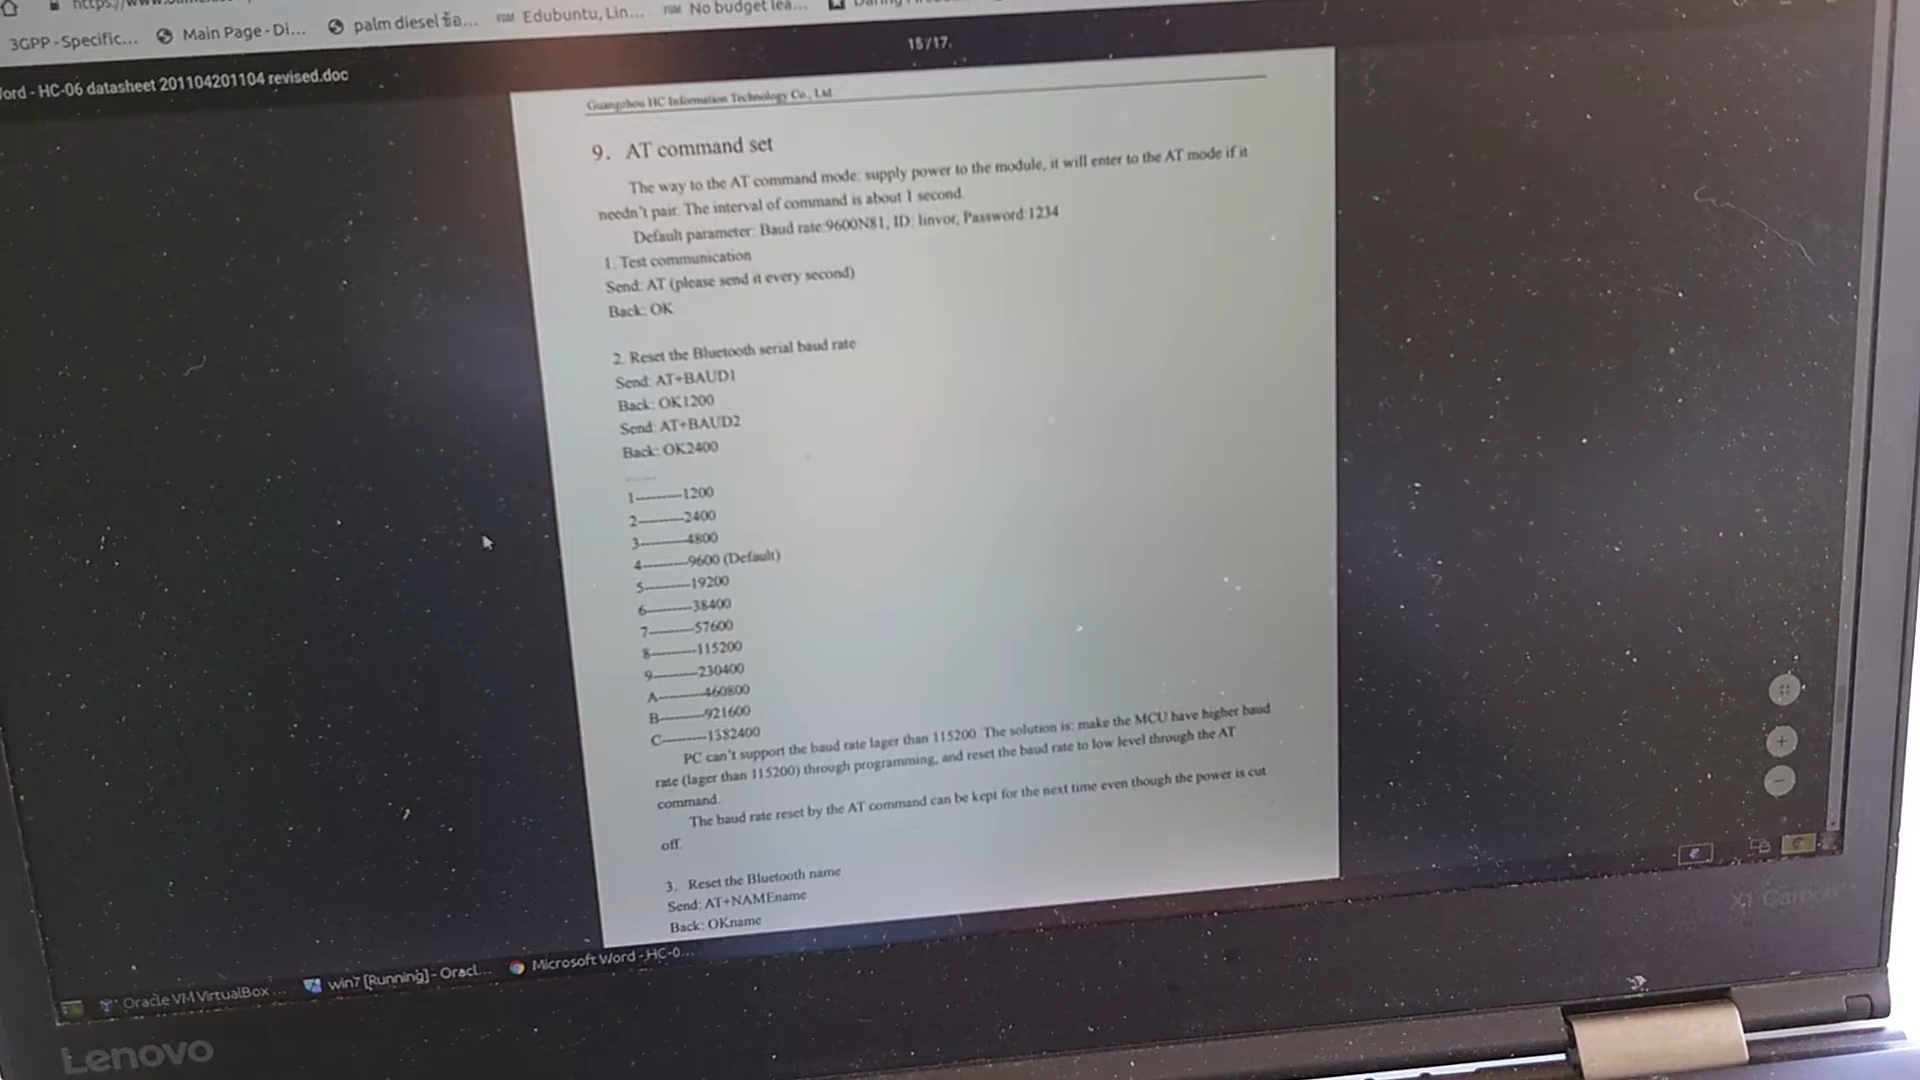 https://www
3GPP - Specific...
Main Page - Di...
palm diesel ข้อ...
Edubuntu, Lin...
No budget lea...
15/17.
ord - HC-06 datasheet 201104201104 revised.doc
Guangzhou HC Information Technology Co., Ltd.
9. AT command set
The way to the AT command mode: supply power to the module, it will enter to the AT mode if it
needn't pair. The interval of command is about 1 second.
Default parameter: Baud rate:9600N81, ID: linvor, Password:1234
1. Test communication
Send: AT (please send it every second)
Back: OK
2. Reset the Bluetooth serial baud rate
Send: AT+BAUD1
Back: OK1200
Send: AT+BAUD2
Back: OK2400
......
1---------1200
2---------2400
3---------4800
4---------9600 (Default)
5---------19200
6---------38400
7---------57600
8---------115200
9---------230400
A---------460800
B---------921600
C---------1382400
PC can't support the baud rate lager than 115200. The solution is: make the MCU have higher baud
rate (lager than 115200) through programming, and reset the baud rate to low level through the AT
command.
The baud rate reset by the AT command can be kept for the next time even though the power is cut
off.
3. Reset the Bluetooth name
Send: AT+NAMEname
Back: OKname
Oracle VM VirtualBox ...
win7 [Running] - Oracl...
Microsoft Word - HC-0...
X1 Carbon
Lenovo